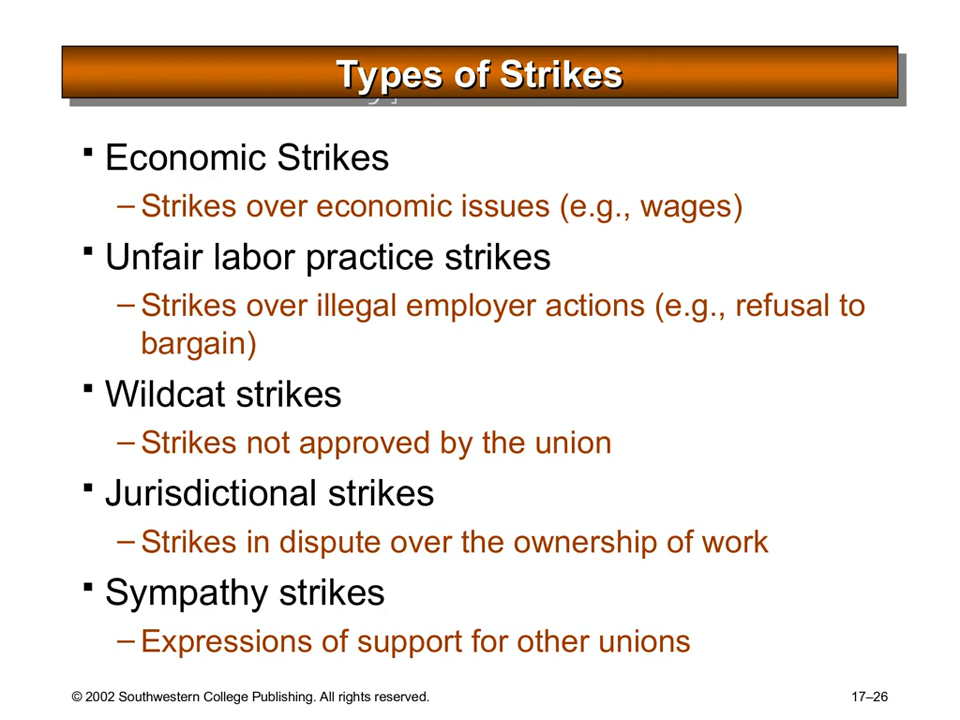 Types of Strikes
▪ Economic Strikes
– Strikes over economic issues (e.g., wages)
▪ Unfair labor practice strikes
– Strikes over illegal employer actions (e.g., refusal to
bargain)
▪ Wildcat strikes
– Strikes not approved by the union
▪ Jurisdictional strikes
– Strikes in dispute over the ownership of work
▪ Sympathy strikes
– Expressions of support for other unions
© 2002 Southwestern College Publishing. All rights reserved.
17–26